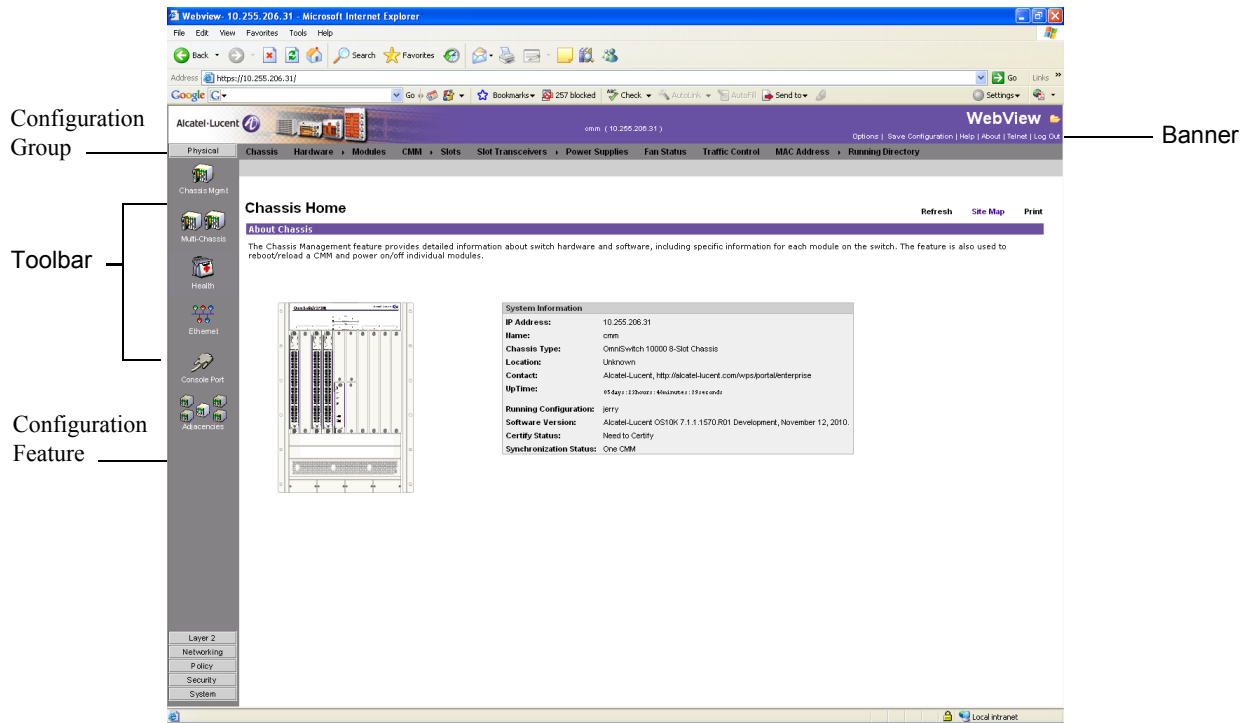 Webview- 10.255.206.31 - Microsoft Internet Explorer
File Edit View Favorites Tools Help
Back Search Favorites
Address https://10.255.206.31/ Go Links »
Google G Go Bookmarks 257 blocked Check AutoLink AutoFill Send to Settings
Configuration
Group
Alcatel-Lucent
cmm ( 10.255.206.31 )
WebView
Options | Save Configuration | Help | About | Telnet | Log Out
Banner
Physical
Chassis Hardware Modules CMM Slots Slot Transceivers Power Supplies Fan Status Traffic Control MAC Address Running Directory
Chassis Mgmt
Multi-Chassis
Toolbar
Health
Ethernet
Console Port
Configuration
Feature
Adjacencies
Chassis Home
Refresh Site Map Print
About Chassis
The Chassis Management feature provides detailed information about switch hardware and software, including specific information for each module on the switch. The feature is also used to
reboot/reload a CMM and power on/off individual modules.
System Information
IP Address: 10.255.206.31
Name: cmm
Chassis Type: OmniSwitch 10000 8-Slot Chassis
Location: Unknown
Contact: Alcatel-Lucent, http://alcatel-lucent.com/wps/portal/enterprise
UpTime:
Running Configuration: jerry
Software Version: Alcatel-Lucent OS10K 7.1.1.1570.R01 Development, November 12, 2010.
Certify Status: Need to Certify
Synchronization Status: One CMM
Layer 2
Networking
Policy
Security
System
Local intranet